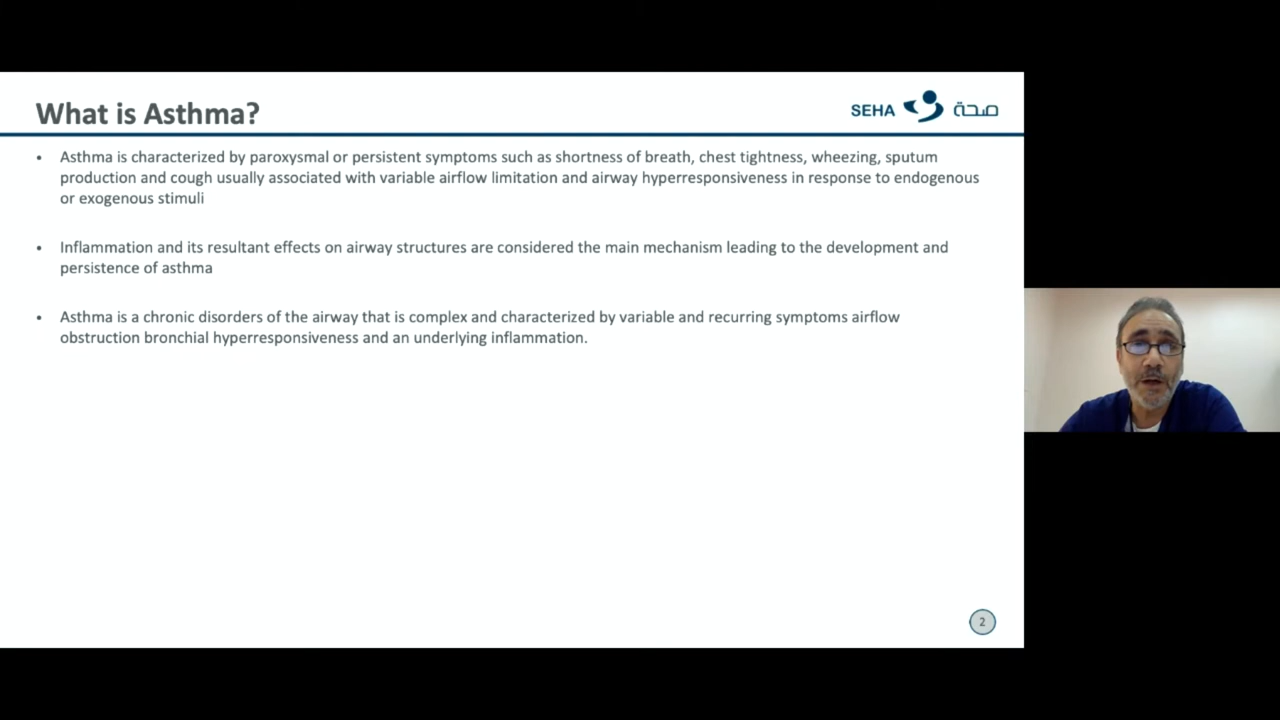 What is Asthma?
SEHA صحة
• Asthma is characterized by paroxysmal or persistent symptoms such as shortness of breath, chest tightness, wheezing, sputum
production and cough usually associated with variable airflow limitation and airway hyperresponsiveness in response to endogenous
or exogenous stimuli
• Inflammation and its resultant effects on airway structures are considered the main mechanism leading to the development and
persistence of asthma
• Asthma is a chronic disorders of the airway that is complex and characterized by variable and recurring symptoms airflow
obstruction bronchial hyperresponsiveness and an underlying inflammation.
2